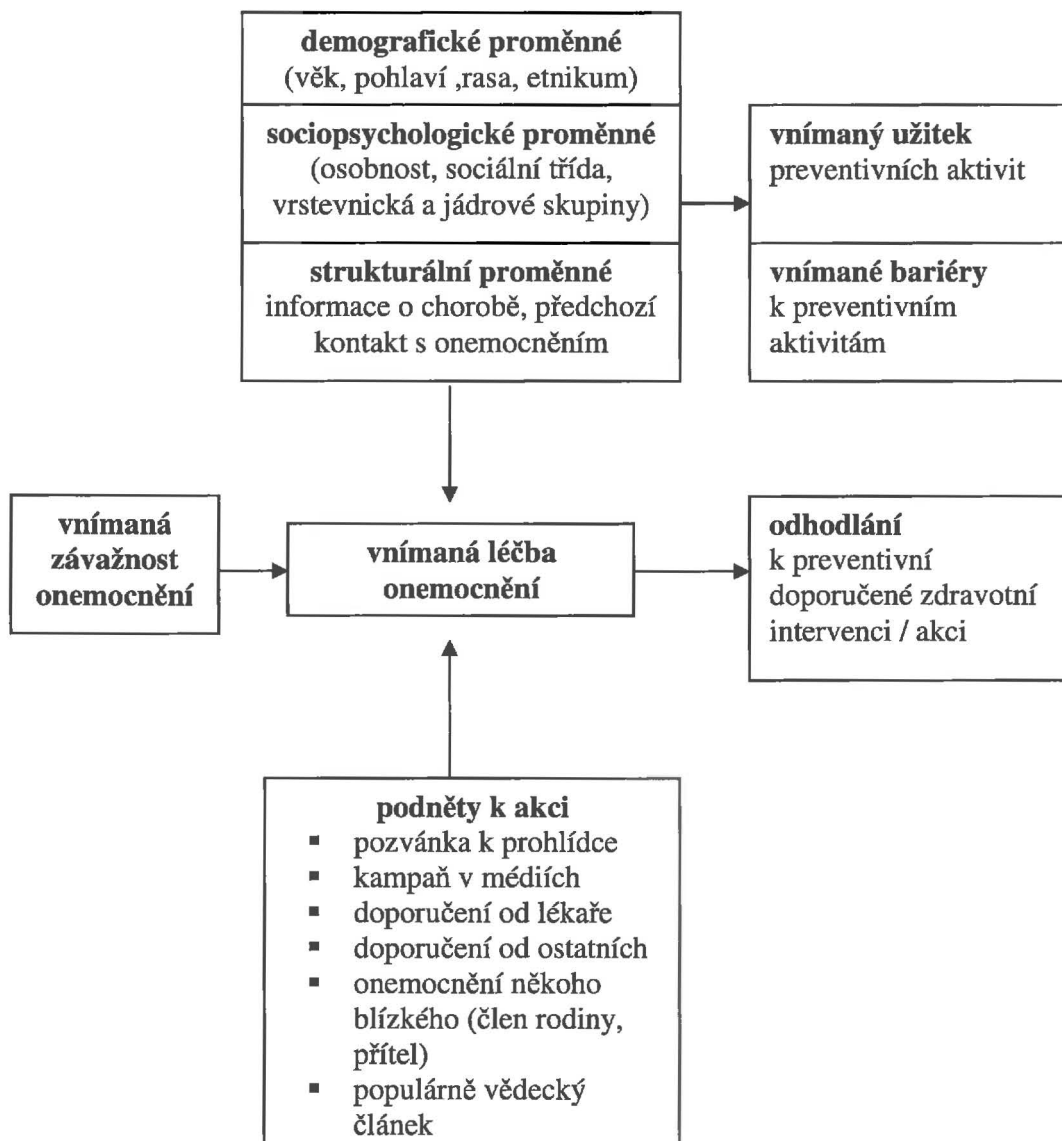 demografické proměnné
(věk, pohlaví ,rasa, etnikum)
sociopsychologické proměnné
(osobnost, sociální třída,
vrstevnická a jádrové skupiny)
strukturální proměnné
informace o chorobě, předchozí
kontakt s onemocněním
vnímaný užitek
preventivních aktivit
vnímané bariéry
k preventivním
aktivitám
vnímaná
závažnost
onemocnění
vnímaná léčba
onemocnění
odhodlání
k preventivní
doporučené zdravotní
intervenci / akci
podněty k akci
▪ pozvánka k prohlídce
▪ kampaň v médiích
▪ doporučení od lékaře
▪ doporučení od ostatních
▪ onemocnění někoho
blízkého (člen rodiny,
přítel)
▪ populárně vědecký
článek